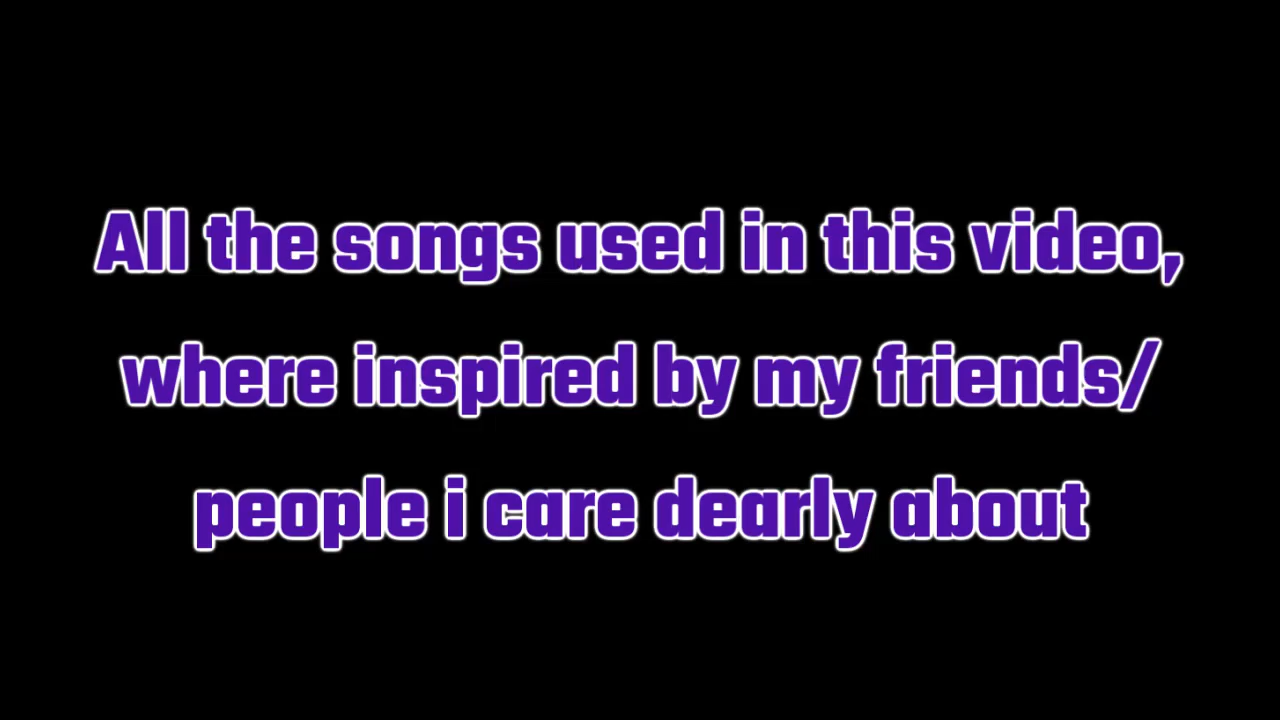 All the songs used in this video,
where inspired by my friends/
people i care dearly about